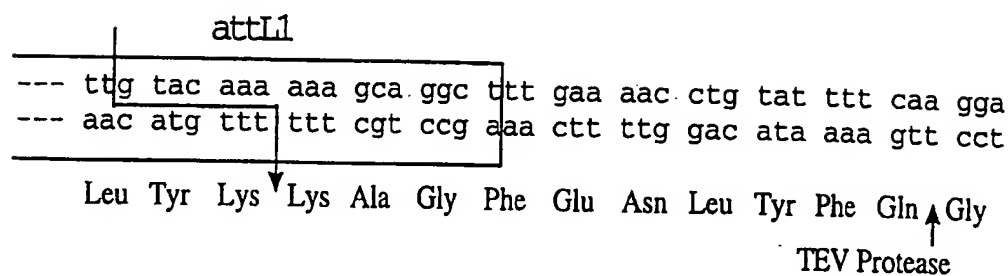 attL1
--- ttg tac aaa aaa gca ggc ttt gaa aac ctg tat ttt caa gga
--- aac atg ttt ttt cgt ccg aaa ctt ttg gac ata aaa gtt cct
Leu Tyr Lys Lys Ala Gly Phe Glu Asn Leu Tyr Phe Gln Gly
TEV Protease